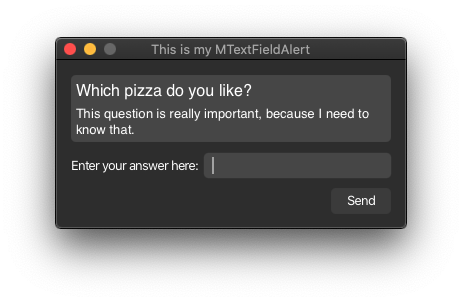 This is my MTextFieldAlert
Which pizza do you like?
This question is really important, because I need to
know that.
Enter your answer here:
Send